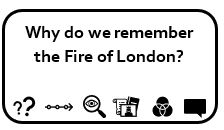 Why do we remember
the Fire of London?
??